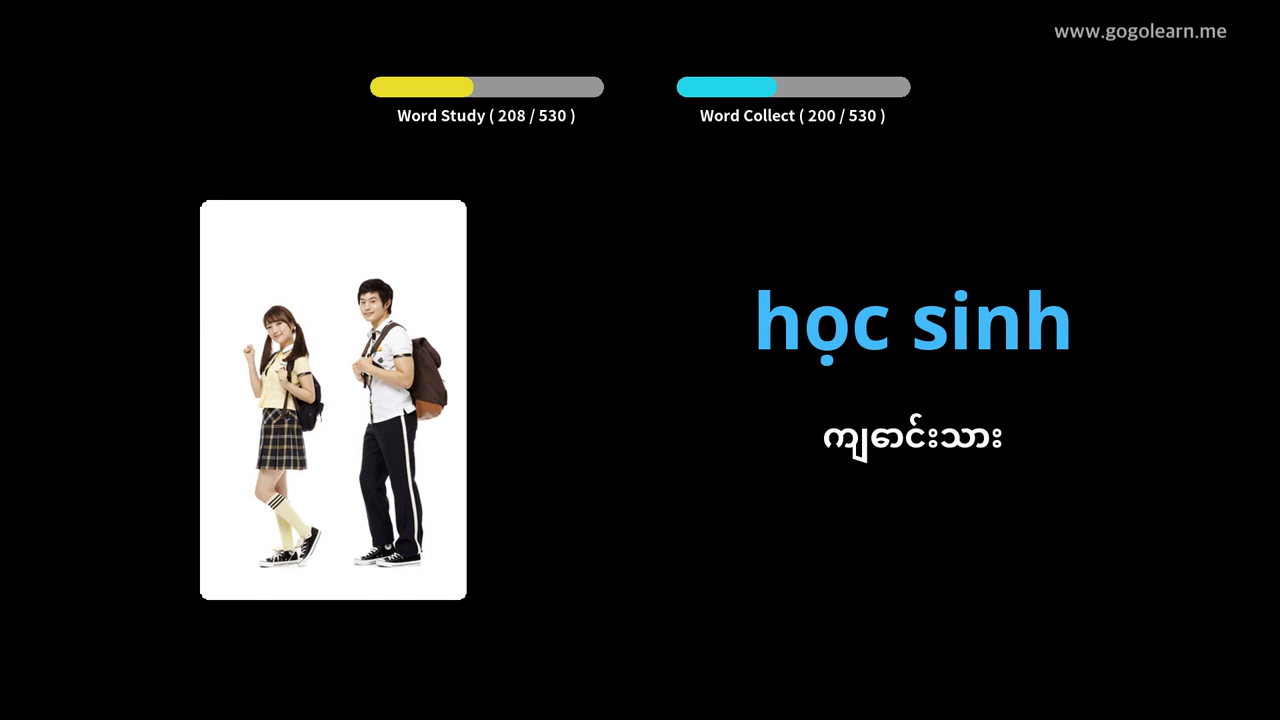 www.gogolearn.me
Word Study ( 208 / 530 )
Word Collect ( 200 / 530 )
học sinh
ကျောင်းသား